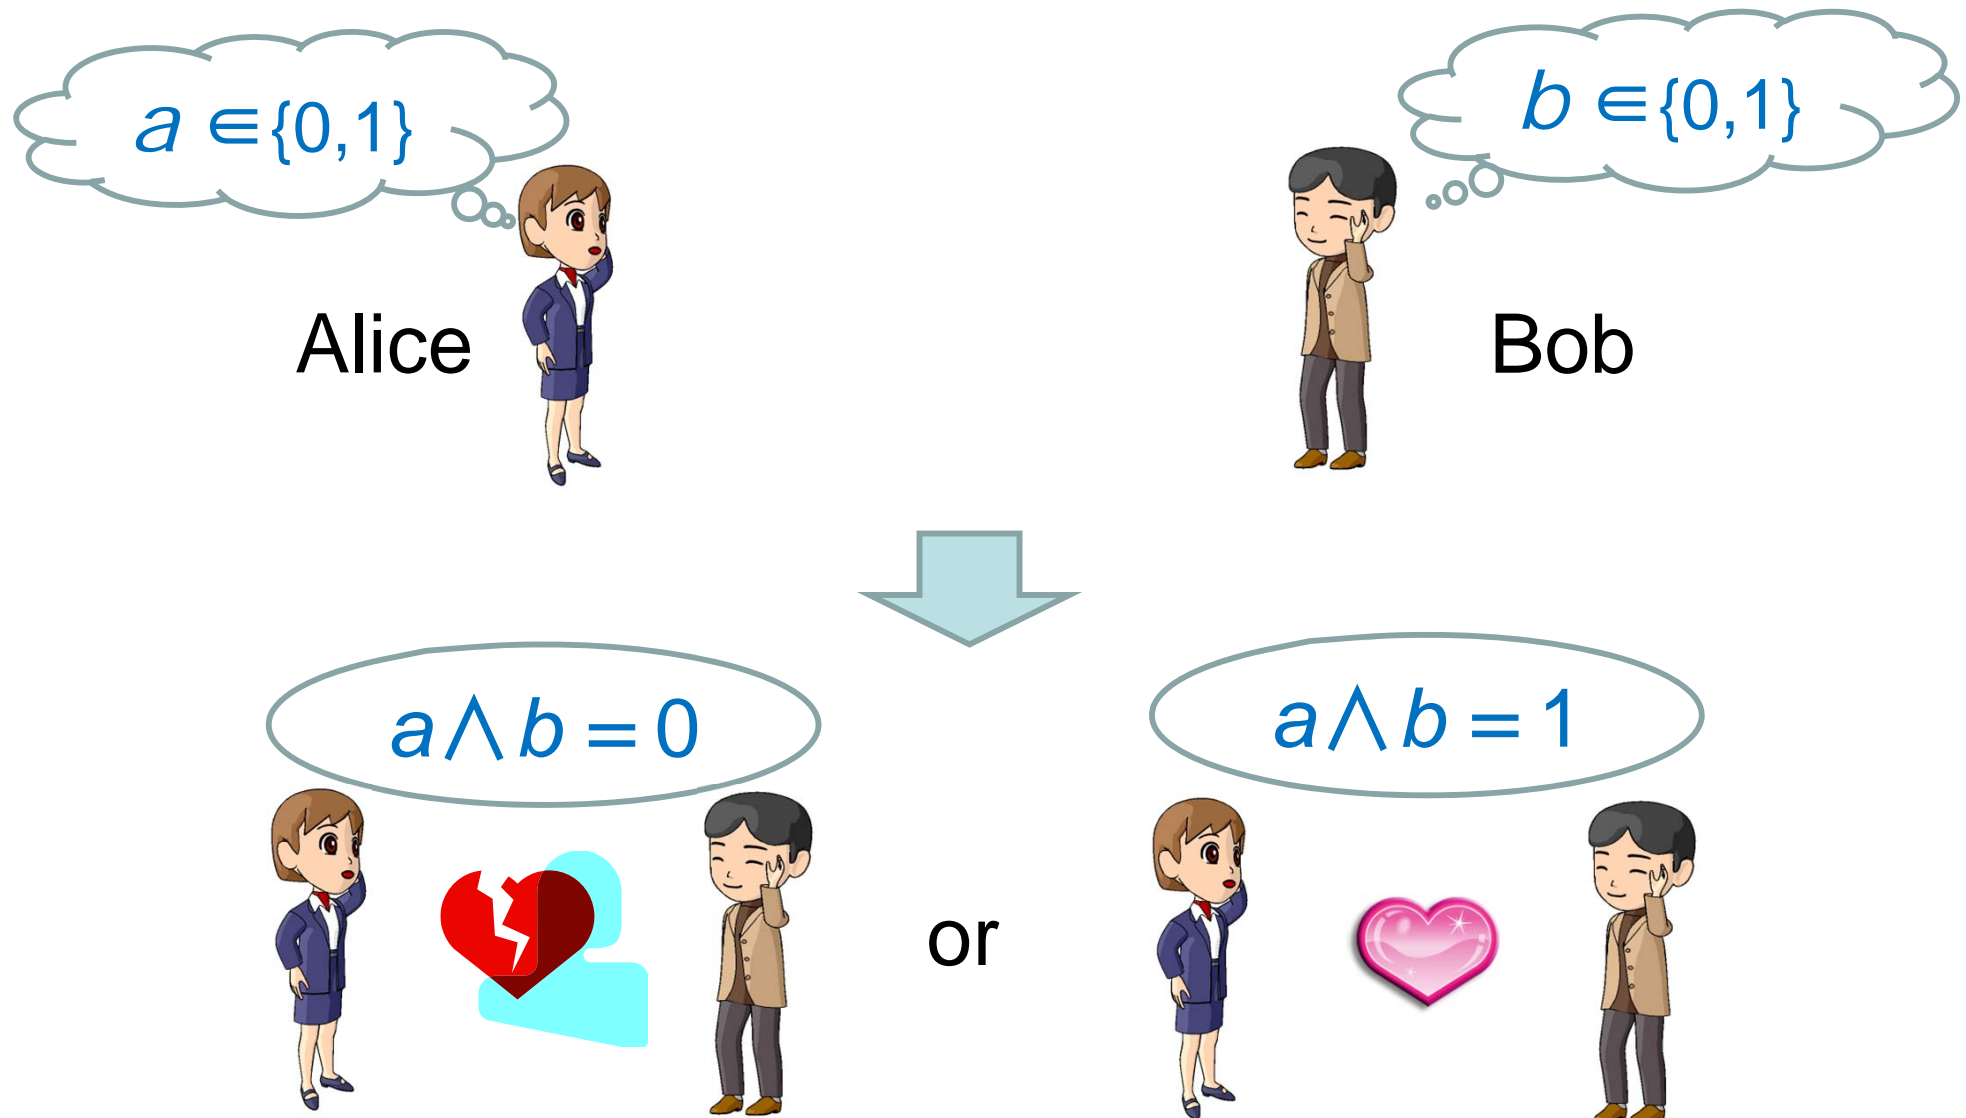 a ∈{0,1}
b ∈{0,1}
Alice
Bob
a∧b = 0
a∧b = 1
or